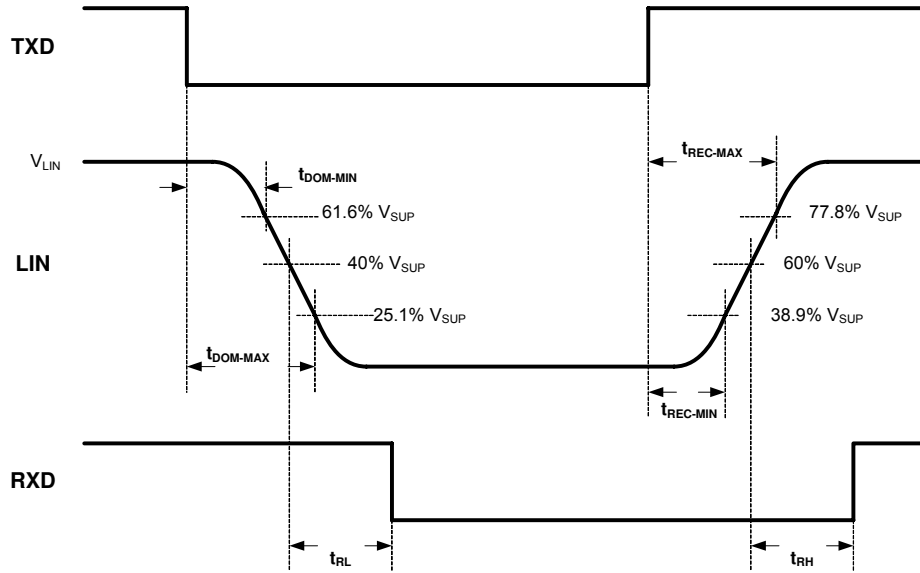 TXD
V_LIN
t_REC-MAX
t_DOM-MIN
61.6% V_SUP
77.8% V_SUP
LIN
40% V_SUP
60% V_SUP
25.1% V_SUP
38.9% V_SUP
t_DOM-MAX
t_REC-MIN
RXD
t_RL
t_RH